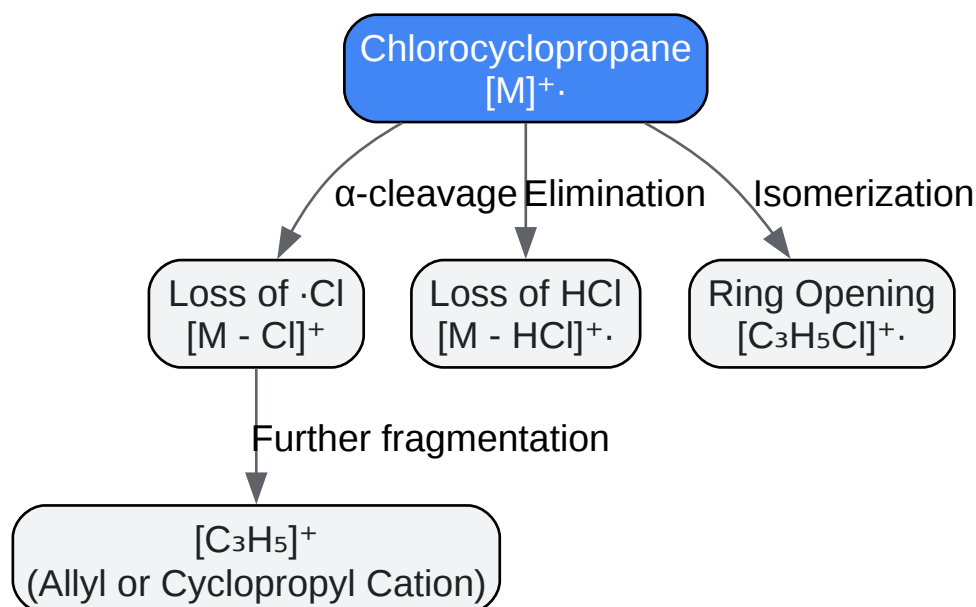 Chlorocyclopropane
[M]⁺·
α-cleavage
Elimination
Isomerization
Loss of ·Cl
[M - Cl]⁺
Loss of HCl
[M - HCl]⁺·
Ring Opening
[C₃H₅Cl]⁺·
Further fragmentation
[C₃H₅]⁺
(Allyl or Cyclopropyl Cation)